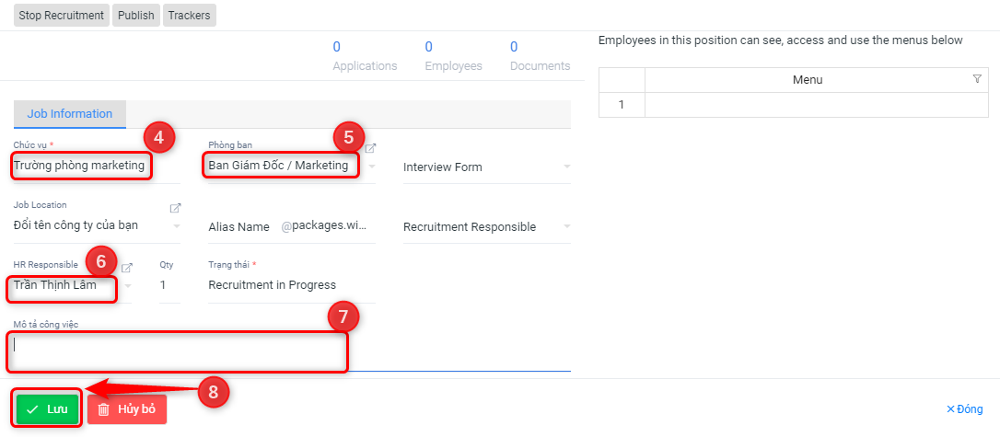 Stop Recruitment Publish Trackers
0 0 0
Applications Employees Documents
Employees in this position can see, access and use the menus below
Menu
1
Job Information
4 5
Chức vụ * Phòng ban
Trường phòng marketing Ban Giám Đốc / Marketing Interview Form
Job Location
Đổi tên công ty của bạn Alias Name @packages.wi... Recruitment Responsible
6
HR Responsible Qty Trạng thái *
Trần Thịnh Lâm 1 Recruitment in Progress
7
Mô tả công việc
8
Lưu Hủy bỏ × Đóng